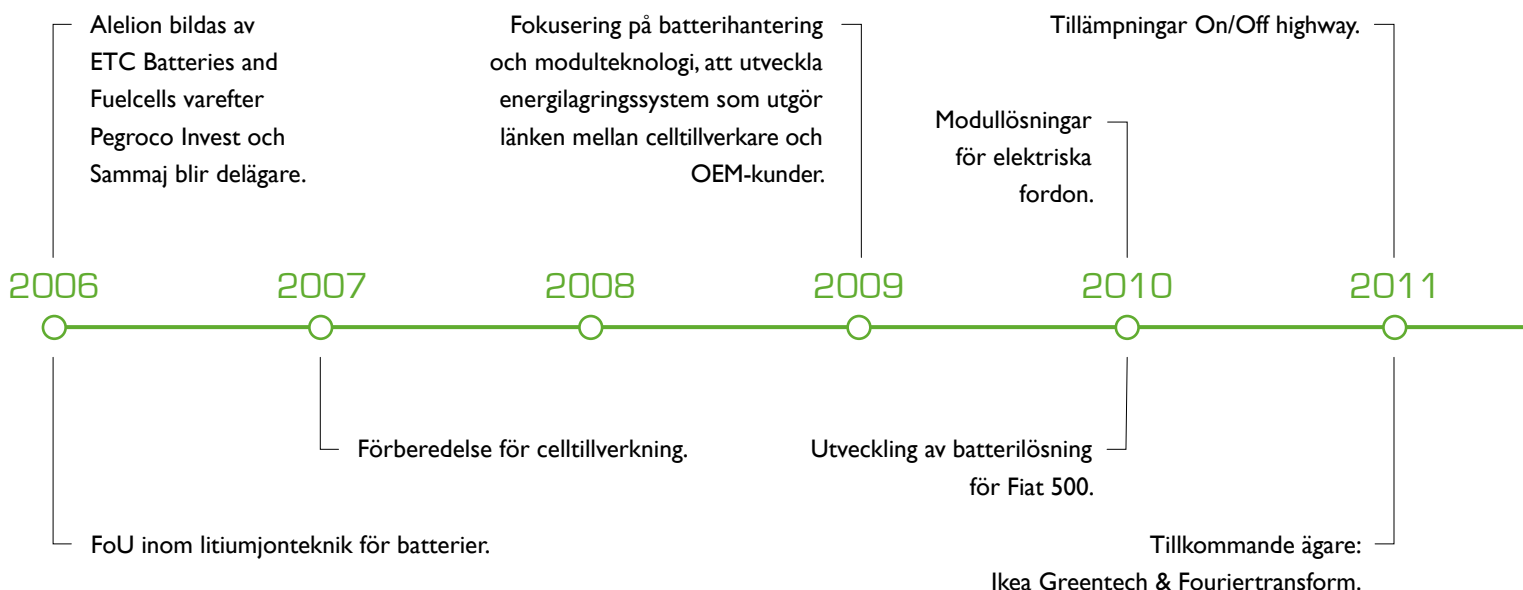 Alelion bildas av
ETC Batteries and
Fuelcells varefter
Pegroco Invest och
Sammaj blir delägare.
Fokusering på batterihantering
och modulteknologi, att utveckla
energilagringssystem som utgör
länken mellan celltillverkare och
OEM-kunder.
Modullösningar
för elektriska
fordon.
Tillämpningar On/Off highway.
2006
2007
2008
2009
2010
2011
Förberedelse för celltillverkning.
Utveckling av batterilösning
för Fiat 500.
FoU inom litiumjonteknik för batterier.
Tillkommande ägare:
Ikea Greentech & Fouriertransform.